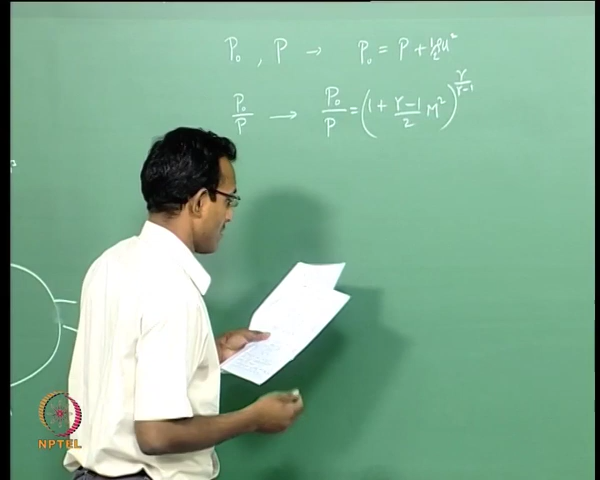 P₀ , P → P₀ = P + ½ρu²
P₀/P → P₀/P = (1 + (γ−1)/2 M²)^(γ/(γ−1))
NPTEL